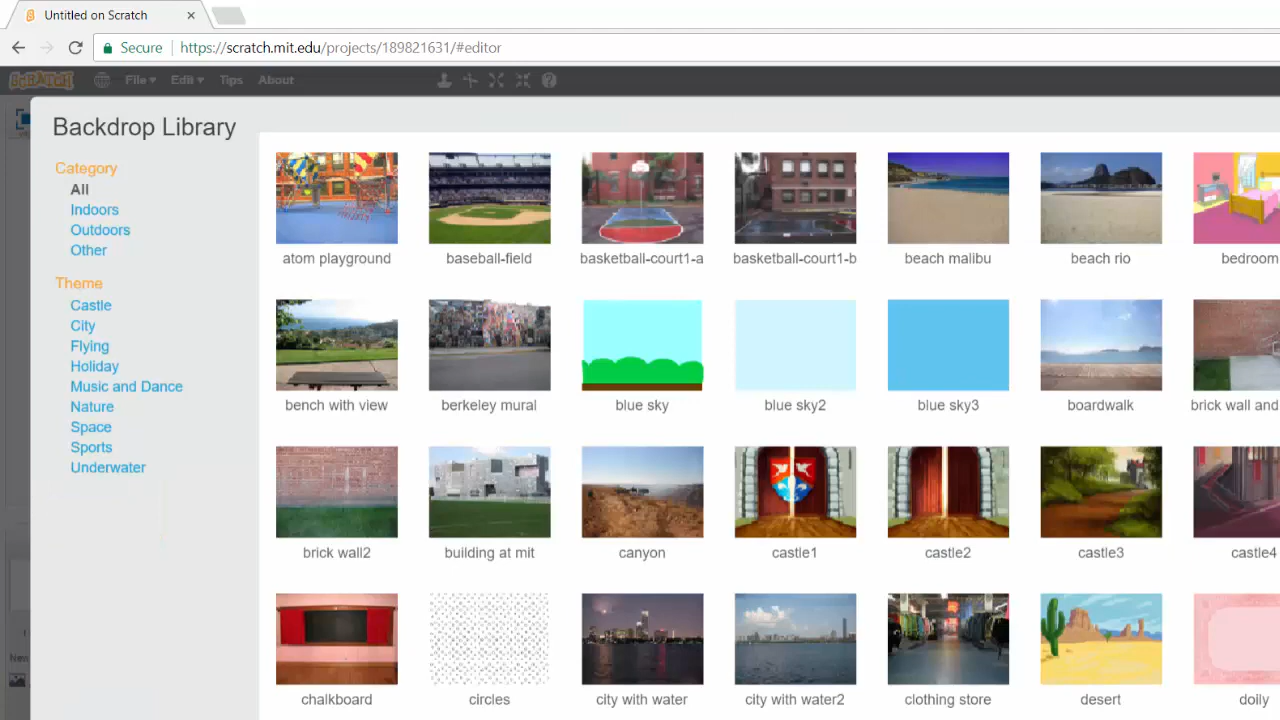 Untitled on Scratch
Secure https://scratch.mit.edu/projects/189821631/#editor
SCRATCH File Edit Tips About
Backdrop Library
Category
All
Indoors
Outdoors
Other
Theme
Castle
City
Flying
Holiday
Music and Dance
Nature
Space
Sports
Underwater
atom playground baseball-field basketball-court1-a basketball-court1-b beach malibu beach rio bedroom
bench with view berkeley mural blue sky blue sky2 blue sky3 boardwalk brick wall and
brick wall2 building at mit canyon castle1 castle2 castle3 castle4
chalkboard circles city with water city with water2 clothing store desert doily
New